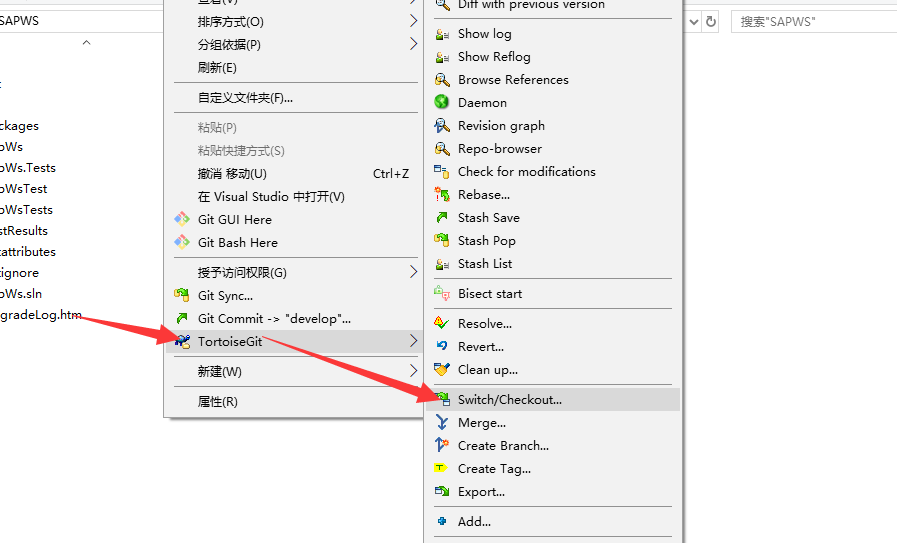 SAPWS
搜索"SAPWS"
ckages
oWs
oWs.Tests
oWsTest
oWsTests
stResults
tattributes
tignore
oWs.sln
gradeLog.htm
查看(V)
排序方式(O)
分组依据(P)
刷新(E)
自定义文件夹(F)...
粘贴(P)
粘贴快捷方式(S)
撤消 移动(U) Ctrl+Z
在 Visual Studio 中打开(V)
Git GUI Here
Git Bash Here
授予访问权限(G)
Git Sync...
Git Commit -> "develop"...
TortoiseGit
新建(W)
属性(R)
Diff with previous version
Show log
Show Reflog
Browse References
Daemon
Revision graph
Repo-browser
Check for modifications
Rebase...
Stash Save
Stash Pop
Stash List
Bisect start
Resolve...
Revert...
Clean up...
Switch/Checkout...
Merge...
Create Branch...
Create Tag...
Export...
Add...